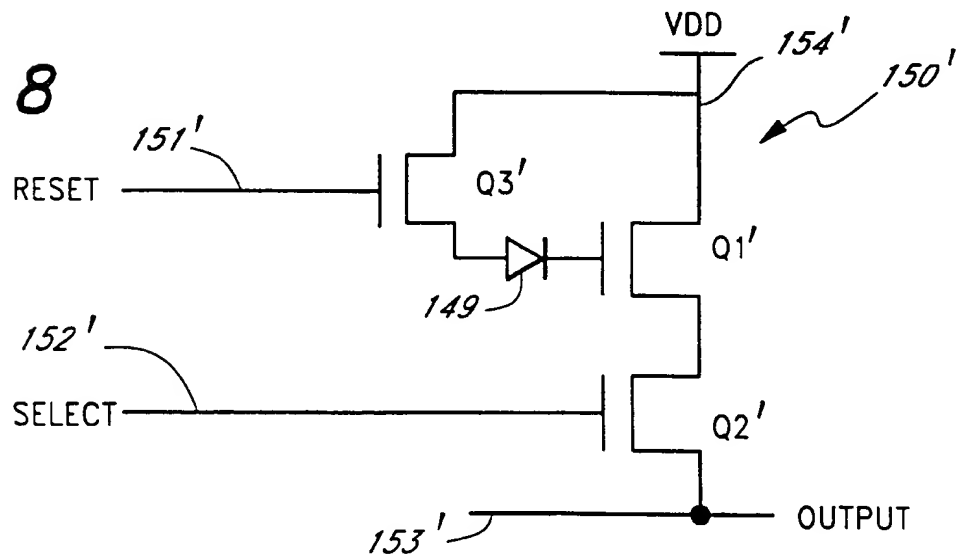 8
VDD
154'
150'
151'
RESET
Q3'
Q1'
149
152'
SELECT
Q2'
153'
OUTPUT